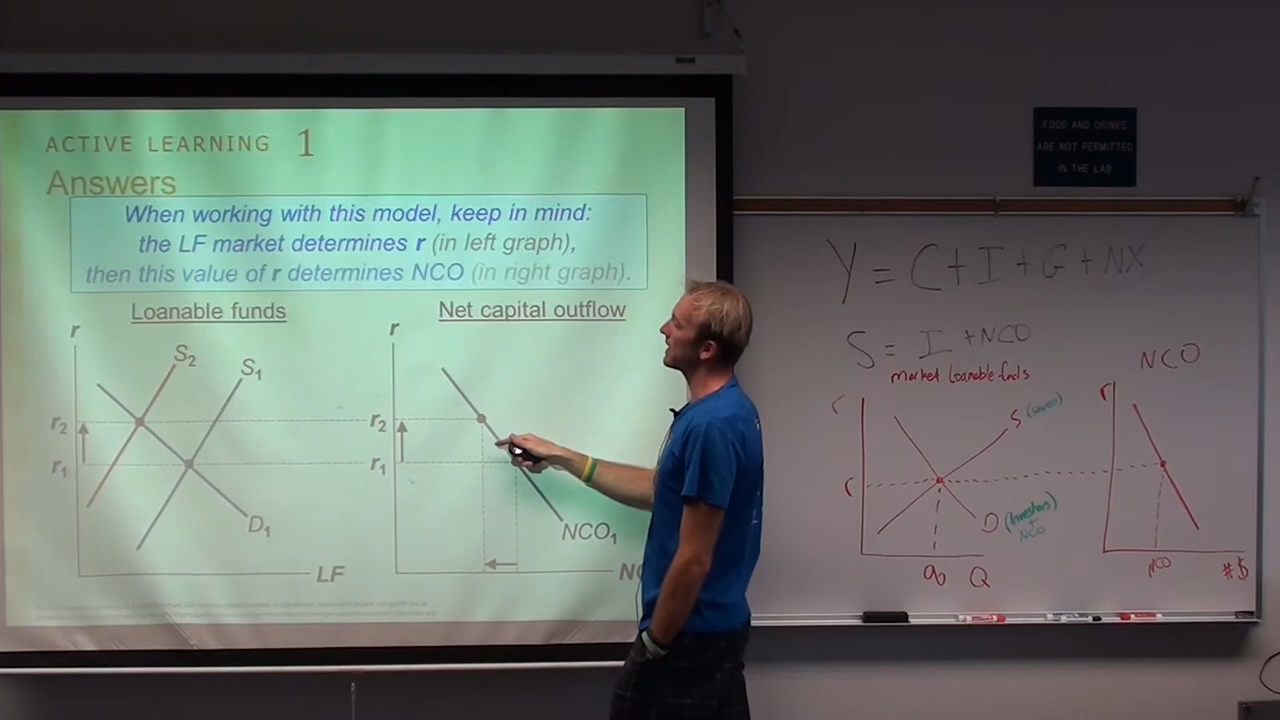 ACTIVE LEARNING 1
Answers
When working with this model, keep in mind:
the LF market determines r (in left graph),
then this value of r determines NCO (in right graph).
Loanable funds
Net capital outflow
r
S2
S1
r2
r1
D1
LF
r
r2
r1
NCO1
FOOD AND DRINKS
ARE NOT PERMITTED
IN THE LAB
Y = C+I+G+NX
S = I +NCO
market Loanable funds
r
S (savers)
r
D (Investors + NCO)
q0 Q
NCO
r
NCO
#$